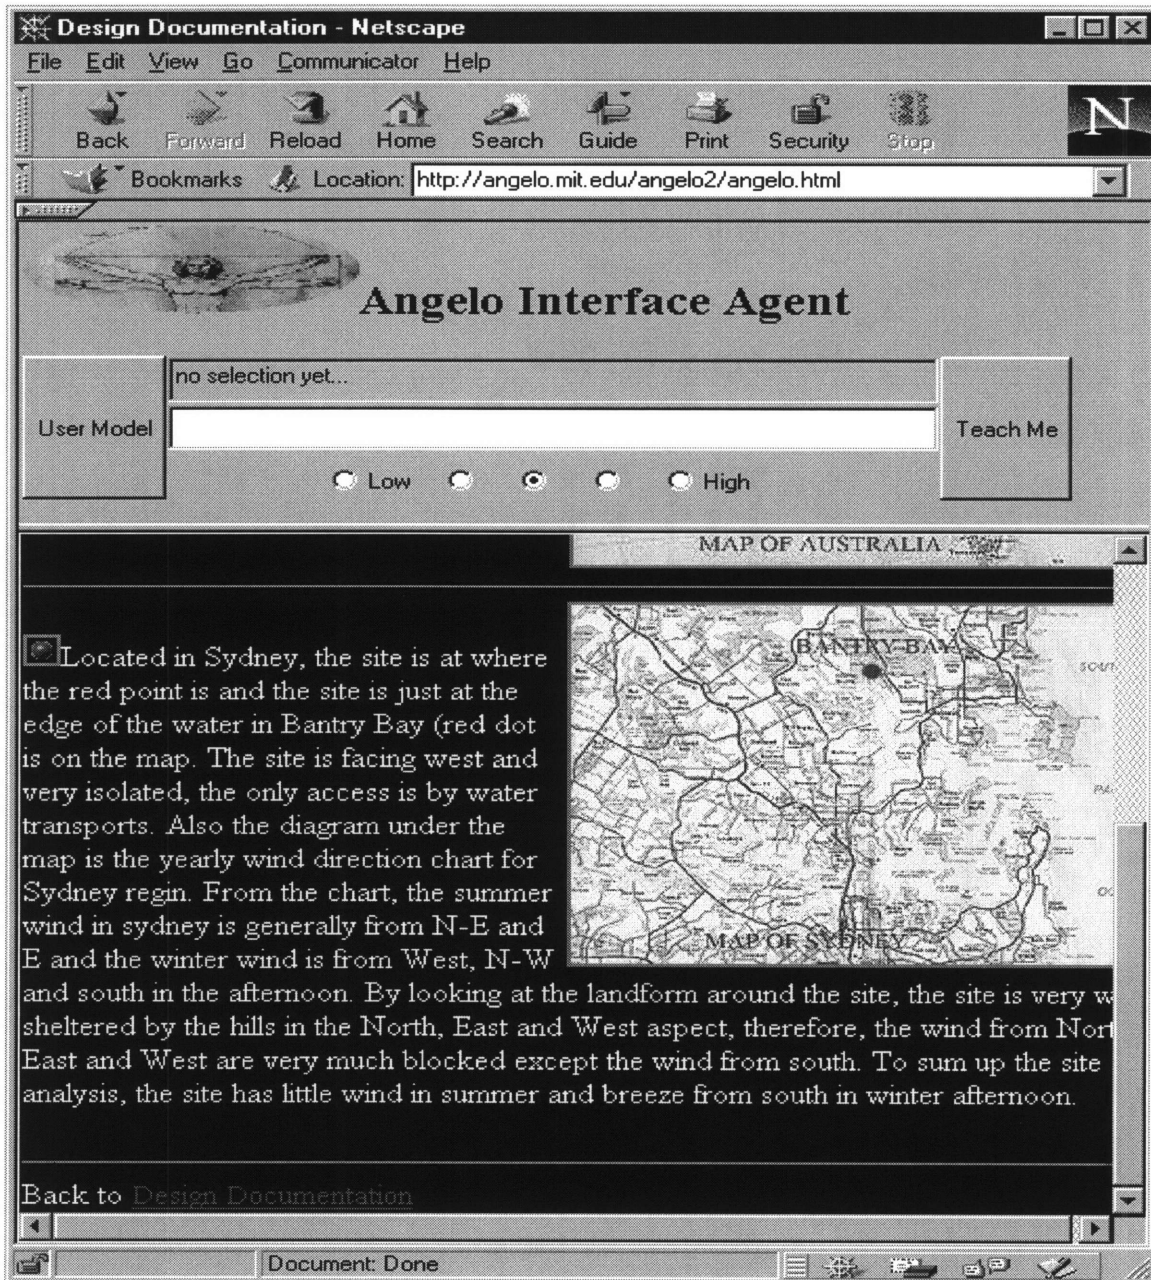 Design Documentation - Netscape
File Edit View Go Communicator Help
Back Forward Reload Home Search Guide Print Security Stop
N
Bookmarks Location: http://angelo.mit.edu/angelo2/angelo.html
Angelo Interface Agent
no selection yet...
User Model Teach Me
Low High
MAP OF AUSTRALIA
BANTRY BAY
Located in Sydney, the site is at where
the red point is and the site is just at the
edge of the water in Bantry Bay (red dot
is on the map. The site is facing west and
very isolated, the only access is by water
transports. Also the diagram under the
map is the yearly wind direction chart for
Sydney regin. From the chart, the summer
wind in sydney is generally from N-E and
E and the winter wind is from West, N-W
MAP OF SYDNEY
and south in the afternoon. By looking at the landform around the site, the site is very w
sheltered by the hills in the North, East and West aspect, therefore, the wind from Nort
East and West are very much blocked except the wind from south. To sum up the site
analysis, the site has little wind in summer and breeze from south in winter afternoon.
Back to Design Documentation
Document: Done